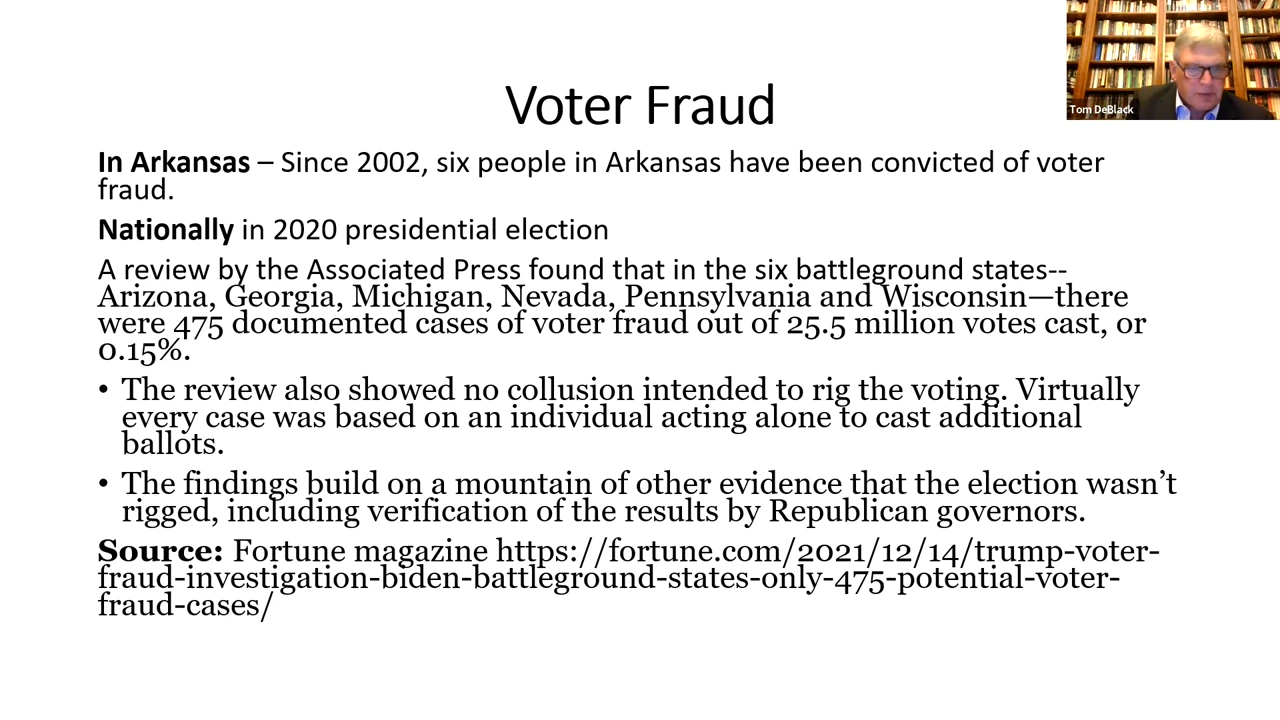 Tom DeBlack
Voter Fraud
In Arkansas – Since 2002, six people in Arkansas have been convicted of voter
fraud.
Nationally in 2020 presidential election
A review by the Associated Press found that in the six battleground states--
Arizona, Georgia, Michigan, Nevada, Pennsylvania and Wisconsin—there
were 475 documented cases of voter fraud out of 25.5 million votes cast, or
0.15%.
• The review also showed no collusion intended to rig the voting. Virtually
every case was based on an individual acting alone to cast additional
ballots.
• The findings build on a mountain of other evidence that the election wasn’t
rigged, including verification of the results by Republican governors.
Source: Fortune magazine https://fortune.com/2021/12/14/trump-voter-
fraud-investigation-biden-battleground-states-only-475-potential-voter-
fraud-cases/